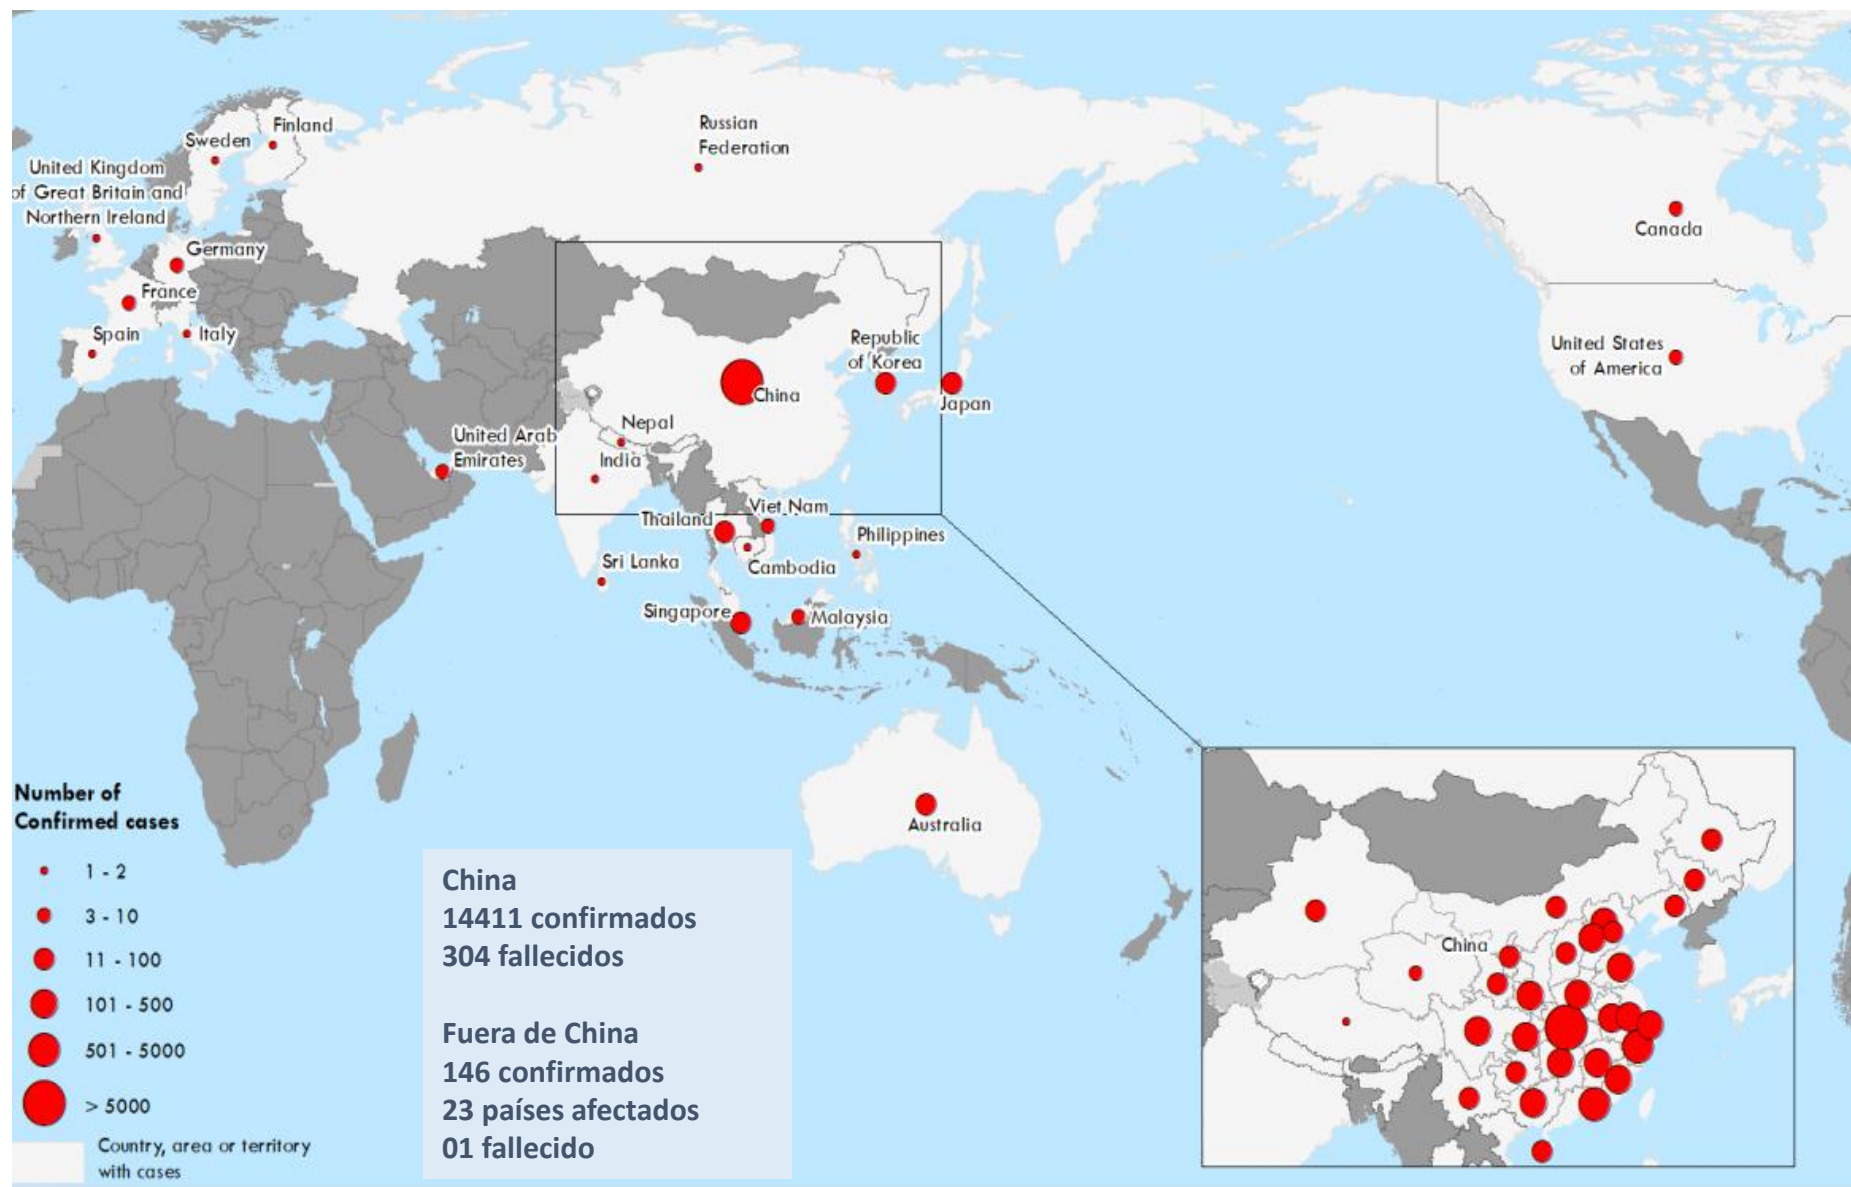 Finland
Sweden
Russian
Federation
United Kingdom
of Great Britain and
Northern Ireland
Germany
France
Spain
Italy
Canada
United States
of America
Republic
of Korea
China
Japan
Nepal
United Arab
Emirates
India
Thailand
Viet Nam
Philippines
Sri Lanka
Cambodia
Singapore
Malaysia
Australia
Number of
Confirmed cases
1 - 2
3 - 10
11 - 100
101 - 500
501 - 5000
> 5000
Country, area or territory
with cases
China
14411 confirmados
304 fallecidos
Fuera de China
146 confirmados
23 países afectados
01 fallecido
China